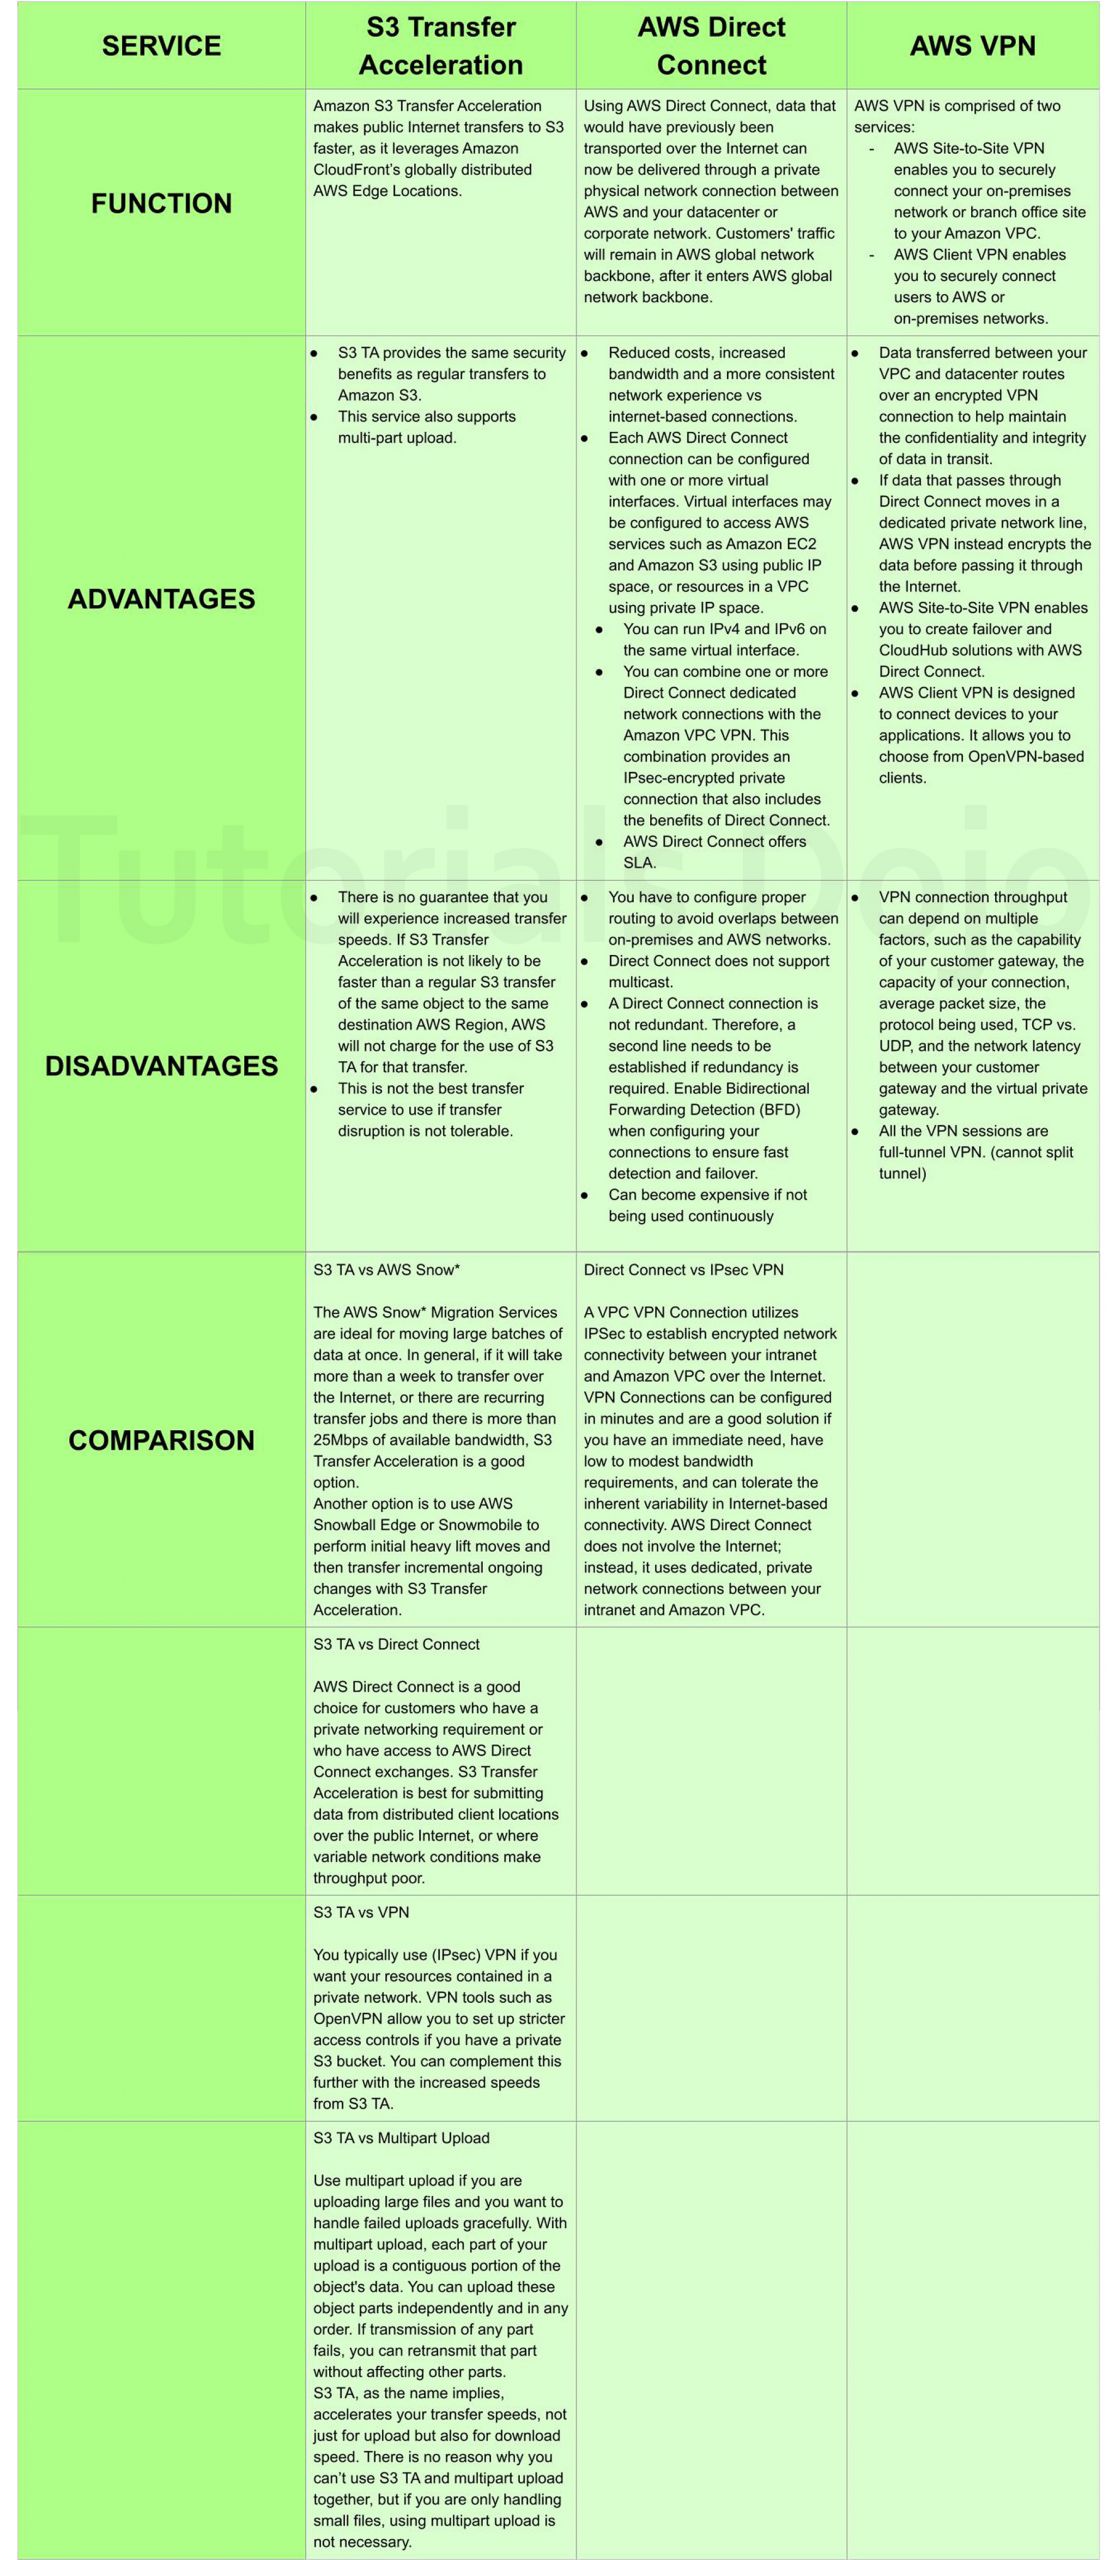 SERVICE
S3 Transfer
Acceleration
AWS Direct
Connect
AWS VPN
FUNCTION
Amazon S3 Transfer Acceleration
makes public Internet transfers to S3
faster, as it leverages Amazon
CloudFront's globally distributed
AWS Edge Locations.
Using AWS Direct Connect, data that
would have previously been
transported over the Internet can
now be delivered through a private
physical network connection between
AWS and your datacenter or
corporate network. Customers' traffic
will remain in AWS global network
backbone, after it enters AWS global
network backbone.
AWS VPN is comprised of two
services:
- AWS Site-to-Site VPN
enables you to securely
connect your on-premises
network or branch office site
to your Amazon VPC.
- AWS Client VPN enables
you to securely connect
users to AWS or
on-premises networks.
ADVANTAGES
● S3 TA provides the same security
benefits as regular transfers to
Amazon S3.
● This service also supports
multi-part upload.
● Reduced costs, increased
bandwidth and a more consistent
network experience vs
internet-based connections.
● Each AWS Direct Connect
connection can be configured
with one or more virtual
interfaces. Virtual interfaces may
be configured to access AWS
services such as Amazon EC2
and Amazon S3 using public IP
space, or resources in a VPC
using private IP space.
● You can run IPv4 and IPv6 on
the same virtual interface.
● You can combine one or more
Direct Connect dedicated
network connections with the
Amazon VPC VPN. This
combination provides an
IPsec-encrypted private
connection that also includes
the benefits of Direct Connect.
● AWS Direct Connect offers
SLA.
● Data transferred between your
VPC and datacenter routes
over an encrypted VPN
connection to help maintain
the confidentiality and integrity
of data in transit.
● If data that passes through
Direct Connect moves in a
dedicated private network line,
AWS VPN instead encrypts the
data before passing it through
the Internet.
● AWS Site-to-Site VPN enables
you to create failover and
CloudHub solutions with AWS
Direct Connect.
● AWS Client VPN is designed
to connect devices to your
applications. It allows you to
choose from OpenVPN-based
clients.
Tutorials Dojo
DISADVANTAGES
● There is no guarantee that you
will experience increased transfer
speeds. If S3 Transfer
Acceleration is not likely to be
faster than a regular S3 transfer
of the same object to the same
destination AWS Region, AWS
will not charge for the use of S3
TA for that transfer.
● This is not the best transfer
service to use if transfer
disruption is not tolerable.
● You have to configure proper
routing to avoid overlaps between
on-premises and AWS networks.
● Direct Connect does not support
multicast.
● A Direct Connect connection is
not redundant. Therefore, a
second line needs to be
established if redundancy is
required. Enable Bidirectional
Forwarding Detection (BFD)
when configuring your
connections to ensure fast
detection and failover.
● Can become expensive if not
being used continuously
● VPN connection throughput
can depend on multiple
factors, such as the capability
of your customer gateway, the
capacity of your connection,
average packet size, the
protocol being used, TCP vs.
UDP, and the network latency
between your customer
gateway and the virtual private
gateway.
● All the VPN sessions are
full-tunnel VPN. (cannot split
tunnel)
COMPARISON
S3 TA vs AWS Snow*
The AWS Snow* Migration Services
are ideal for moving large batches of
data at once. In general, if it will take
more than a week to transfer over
the Internet, or there are recurring
transfer jobs and there is more than
25Mbps of available bandwidth, S3
Transfer Acceleration is a good
option.
Another option is to use AWS
Snowball Edge or Snowmobile to
perform initial heavy lift moves and
then transfer incremental ongoing
changes with S3 Transfer
Acceleration.
Direct Connect vs IPsec VPN
A VPC VPN Connection utilizes
IPSec to establish encrypted network
connectivity between your intranet
and Amazon VPC over the Internet.
VPN Connections can be configured
in minutes and are a good solution if
you have an immediate need, have
low to modest bandwidth
requirements, and can tolerate the
inherent variability in Internet-based
connectivity. AWS Direct Connect
does not involve the Internet;
instead, it uses dedicated, private
network connections between your
intranet and Amazon VPC.
S3 TA vs Direct Connect
AWS Direct Connect is a good
choice for customers who have a
private networking requirement or
who have access to AWS Direct
Connect exchanges. S3 Transfer
Acceleration is best for submitting
data from distributed client locations
over the public Internet, or where
variable network conditions make
throughput poor.
S3 TA vs VPN
You typically use (IPsec) VPN if you
want your resources contained in a
private network. VPN tools such as
OpenVPN allow you to set up stricter
access controls if you have a private
S3 bucket. You can complement this
further with the increased speeds
from S3 TA.
S3 TA vs Multipart Upload
Use multipart upload if you are
uploading large files and you want to
handle failed uploads gracefully. With
multipart upload, each part of your
upload is a contiguous portion of the
object's data. You can upload these
object parts independently and in any
order. If transmission of any part
fails, you can retransmit that part
without affecting other parts.
S3 TA, as the name implies,
accelerates your transfer speeds, not
just for upload but also for download
speed. There is no reason why you
can't use S3 TA and multipart upload
together, but if you are only handling
small files, using multipart upload is
not necessary.